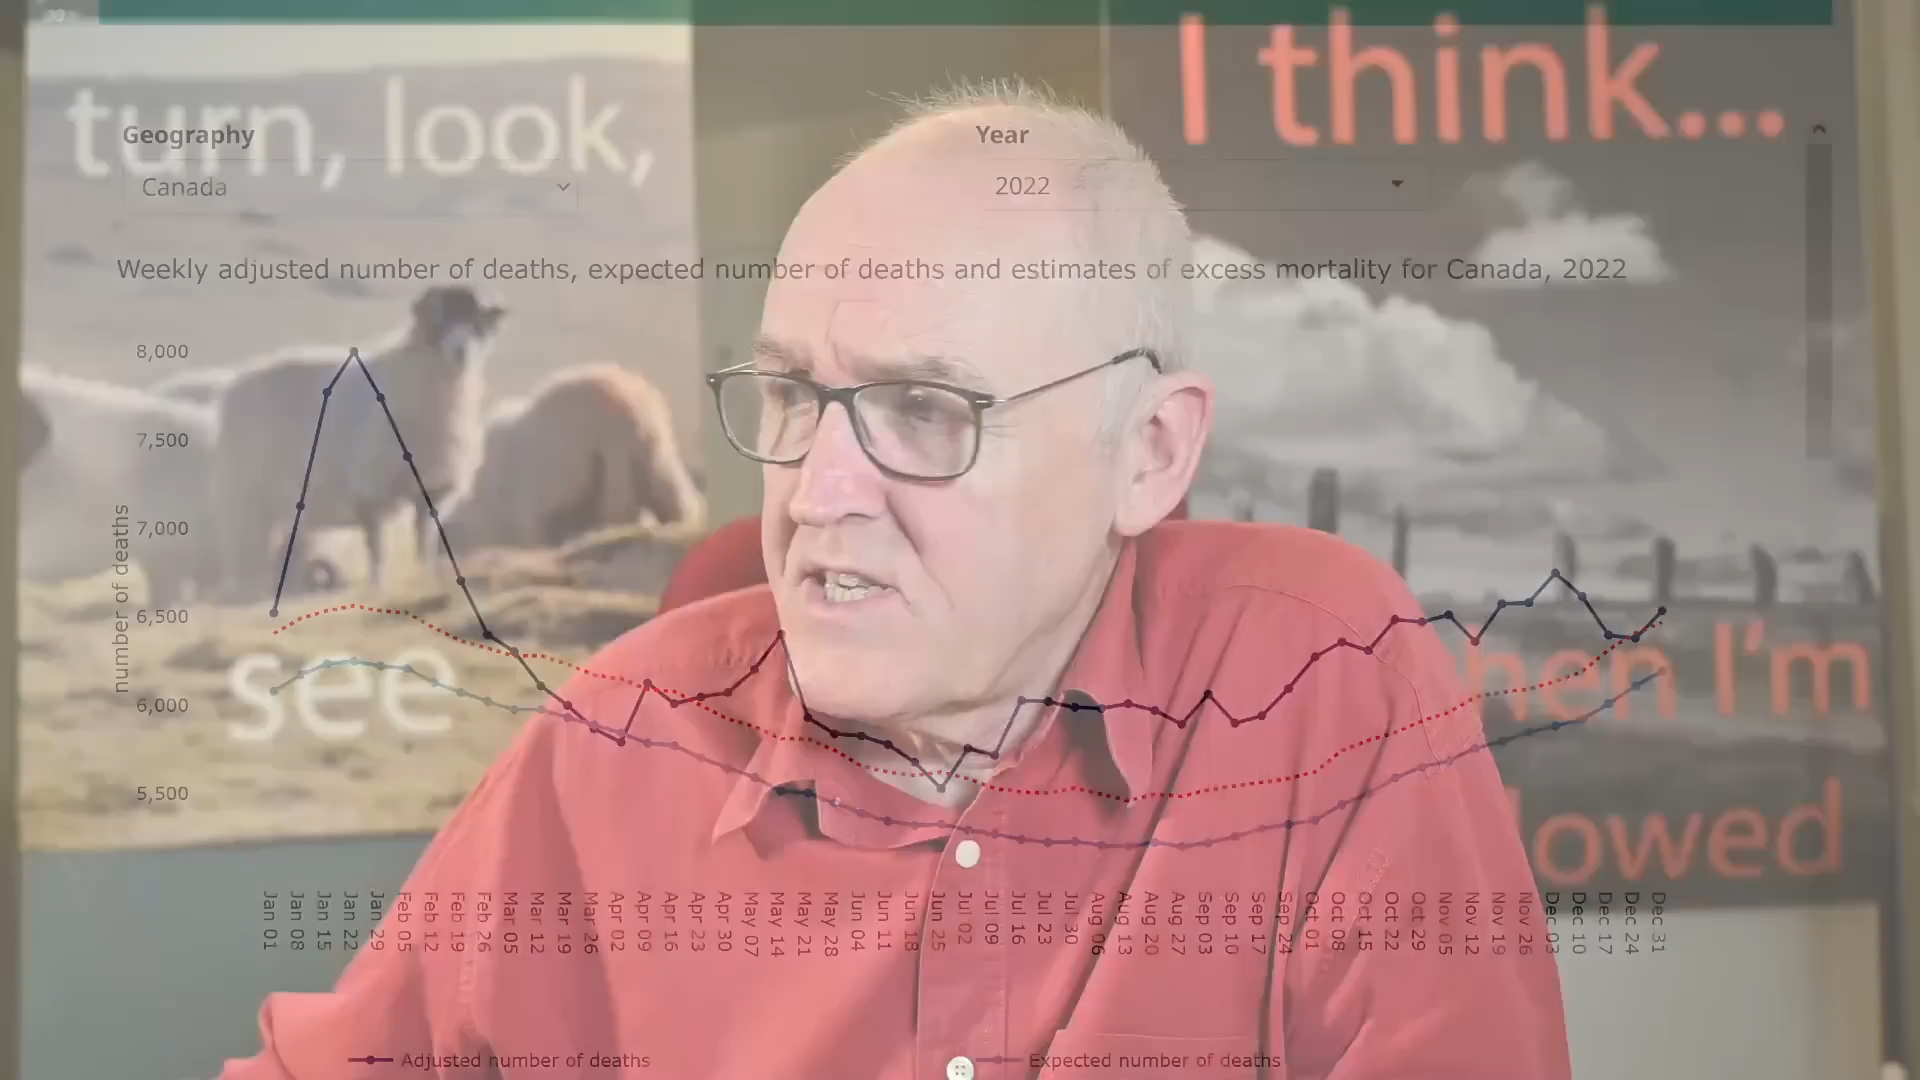 turn, look,
see
I think...
hen I'm
lowed
Geography
Year
Canada
2022
Weekly adjusted number of deaths, expected number of deaths and estimates of excess mortality for Canada, 2022
number of deaths
8,000
7,500
7,000
6,500
6,000
5,500
Jan 01
Jan 08
Jan 15
Jan 22
Jan 29
Feb 05
Feb 12
Feb 19
Feb 26
Mar 05
Mar 12
Mar 19
Mar 26
Apr 02
Apr 09
Apr 16
Apr 23
Apr 30
May 07
May 14
May 21
May 28
Jun 04
Jun 11
Jun 18
Jun 25
Jul 02
Jul 09
Jul 16
Jul 23
Jul 30
Aug 06
Aug 13
Aug 20
Aug 27
Sep 03
Sep 10
Sep 17
Sep 24
Oct 01
Oct 08
Oct 15
Oct 22
Oct 29
Nov 05
Nov 12
Nov 19
Nov 26
Dec 03
Dec 10
Dec 17
Dec 24
Dec 31
Adjusted number of deaths
Expected number of deaths